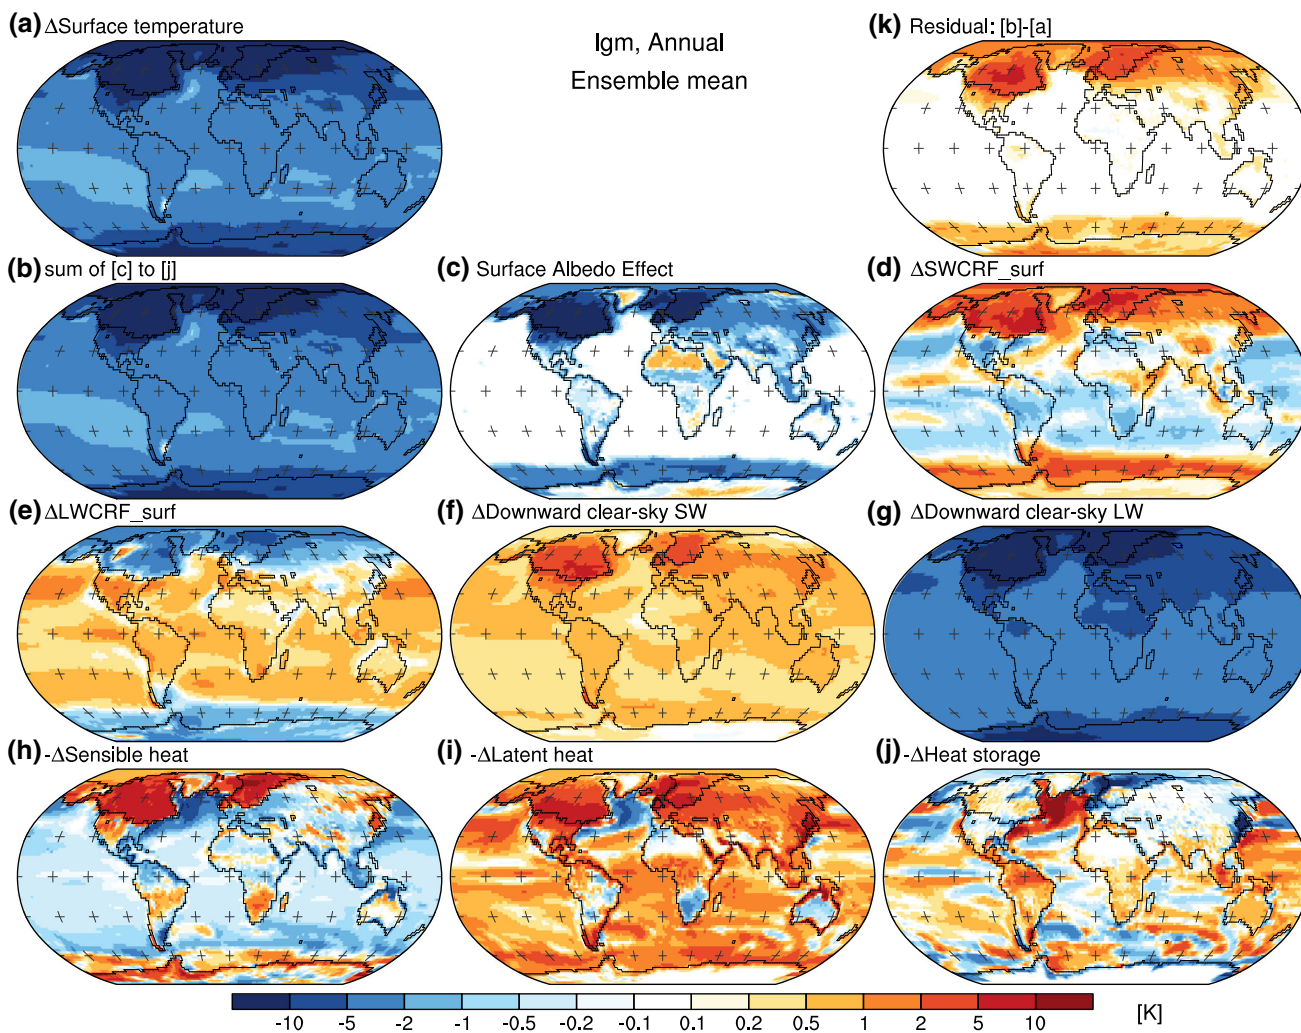 (a) ΔSurface temperature
lgm, Annual
Ensemble mean
(k) Residual: [b]-[a]
(b) sum of [c] to [j]
(c) Surface Albedo Effect
(d) ΔSWCRF_surf
(e) ΔLWCRF_surf
(f) ΔDownward clear-sky SW
(g) ΔDownward clear-sky LW
(h) -ΔSensible heat
(i) -ΔLatent heat
(j) -ΔHeat storage
-10 -5 -2 -1 -0.5 -0.2 -0.1 0.1 0.2 0.5 1 2 5 10 [K]